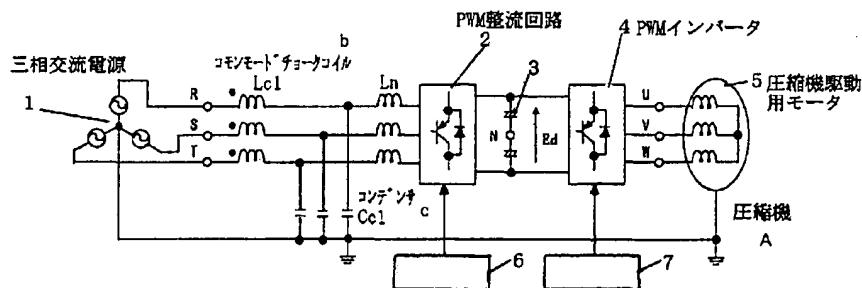 PWM整流回路
b
2
4 PWMインバータ
三相交流電源
コモンモードチョークコイル
3
1
R
Lc1
Ln
U
5 圧縮機駆動
用モータ
S
N
Ed
V
T
W
コンデンサ c
Cc1
圧縮機
A
6
7